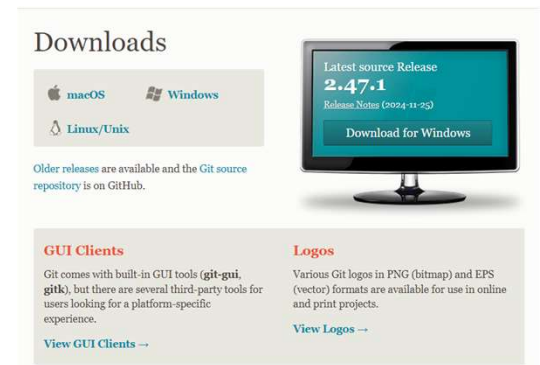 Downloads
macOS
Windows
Linux/Unix
Older releases are available and the Git source
repository is on GitHub.
Latest source Release
2.47.1
Release Notes (2024-11-25)
Download for Windows
GUI Clients
Git comes with built-in GUI tools (git-gui,
gitk), but there are several third-party tools for
users looking for a platform-specific
experience.
View GUI Clients →
Logos
Various Git logos in PNG (bitmap) and EPS
(vector) formats are available for use in online
and print projects.
View Logos →